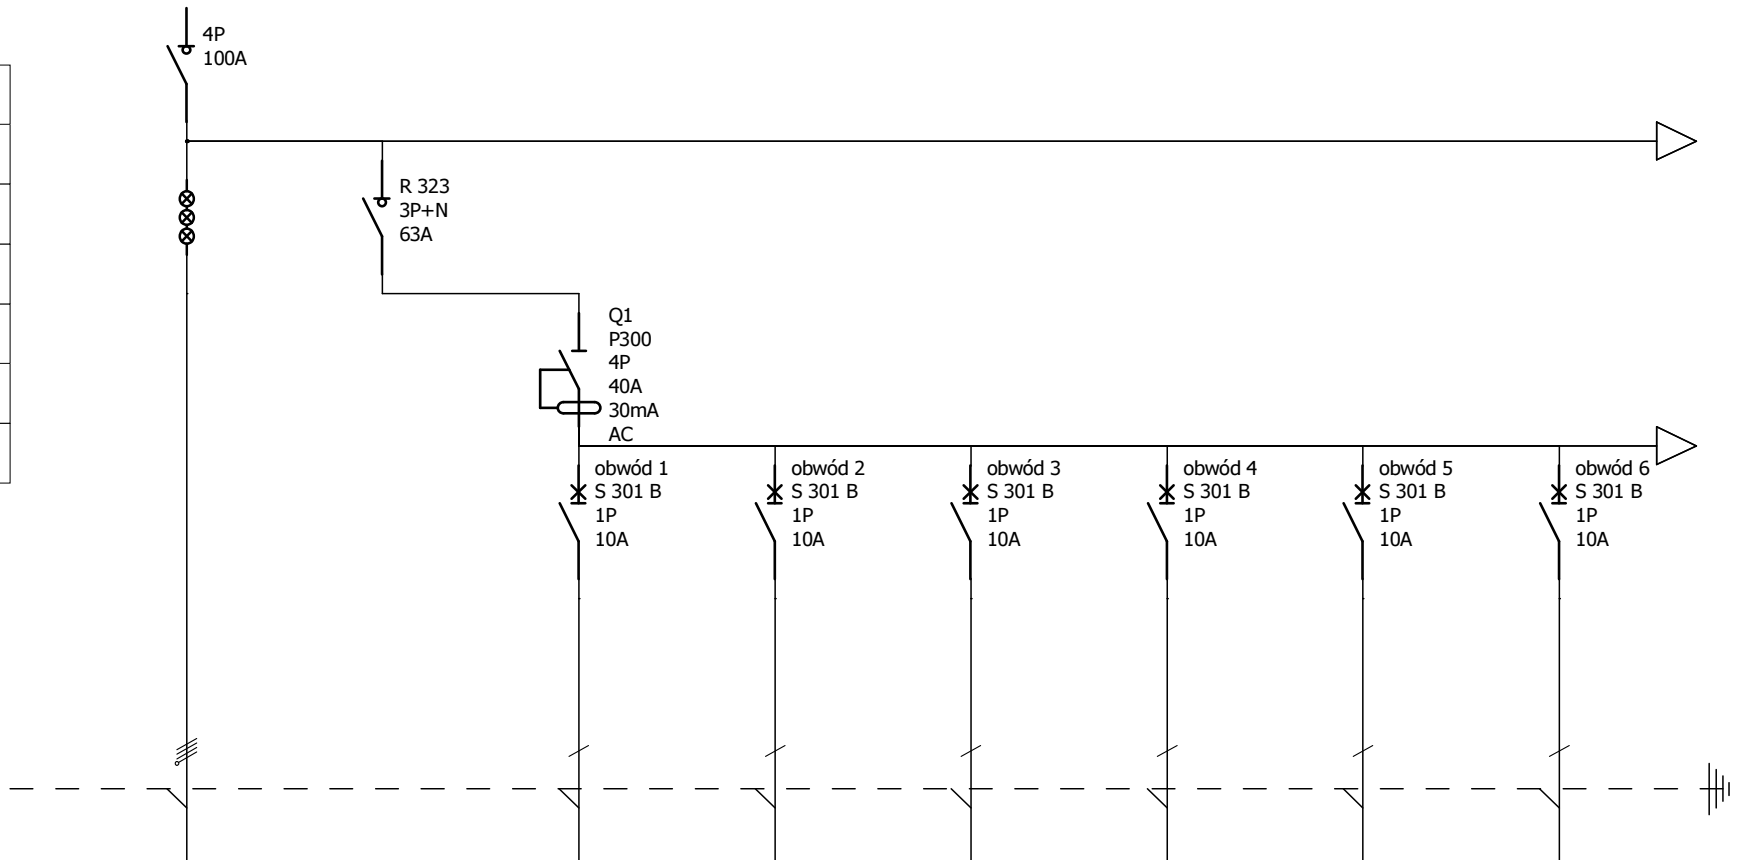 4P
100A
R 323
3P+N
63A
Q1
P300
4P
40A
30mA
AC
obwód 1
S 301 B
1P
10A
obwód 2
S 301 B
1P
10A
obwód 3
S 301 B
1P
10A
obwód 4
S 301 B
1P
10A
obwód 5
S 301 B
1P
10A
obwód 6
S 301 B
1P
10A